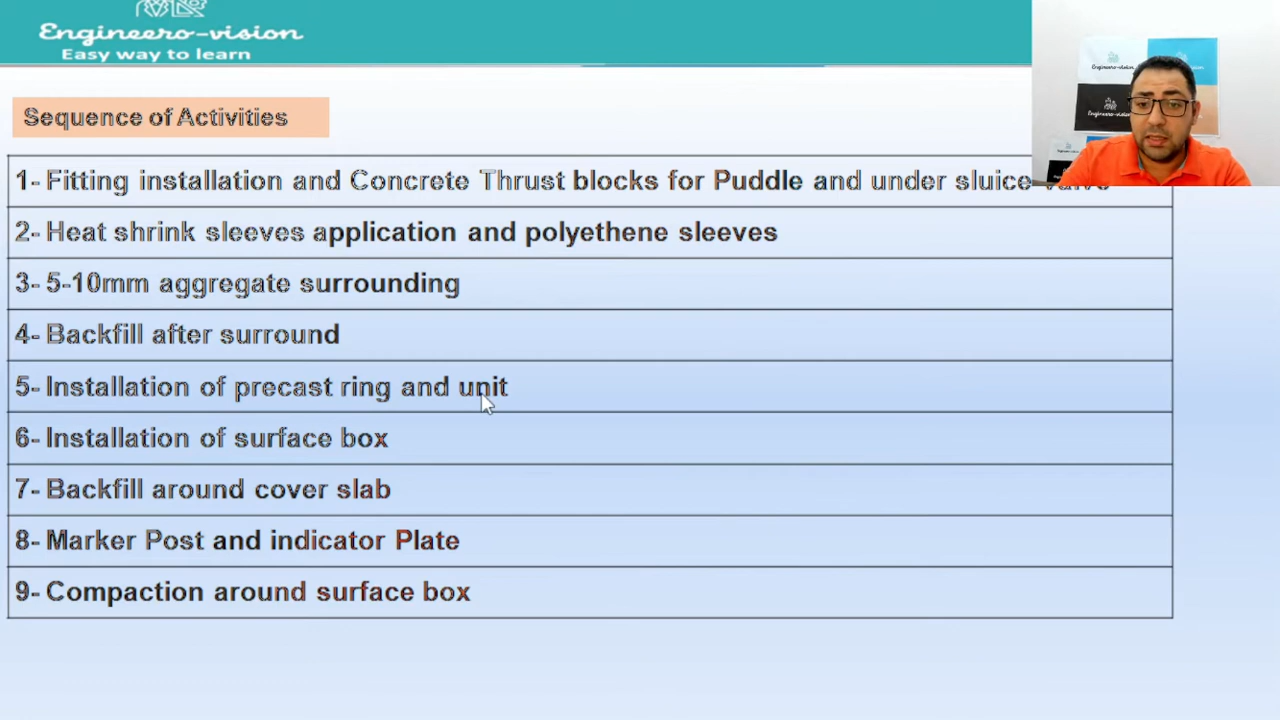 Engineero-vision
Easy way to learn
Sequence of Activities
1- Fitting installation and Concrete Thrust blocks for Puddle and under sluice
2- Heat shrink sleeves application and polyethene sleeves
3- 5-10mm aggregate surrounding
4- Backfill after surround
5- Installation of precast ring and unit
6- Installation of surface box
7- Backfill around cover slab
8- Marker Post and indicator Plate
9- Compaction around surface box